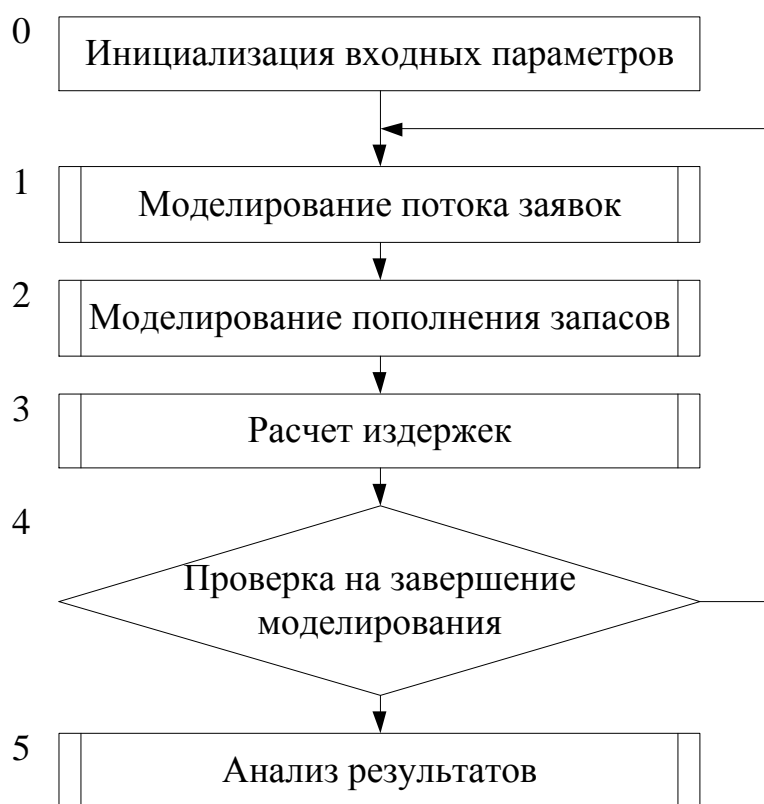 0
Инициализация входных параметров
1
Моделирование потока заявок
2
Моделирование пополнения запасов
3
Расчет издержек
4
Проверка на завершение
моделирования
5
Анализ результатов